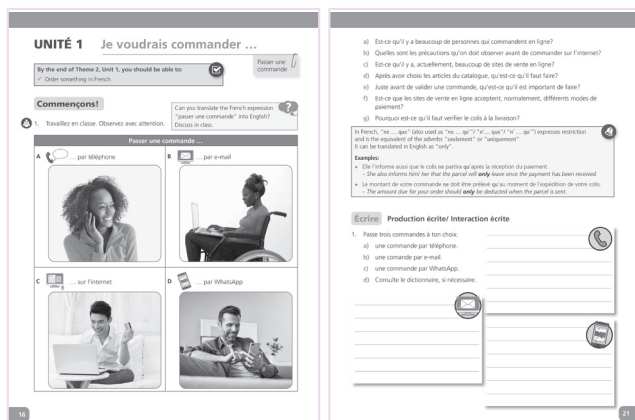 UNITÉ 1 Je voudrais commander ...
By the end of Theme 2, Unit 1, you should be able to:
✓ Order something in French
Passer une
commande
Commençons!
Can you translate the French expression
"passer une commande" into English?
Discuss in class.
1. Travaillez en classe. Observez avec attention.
Passer une commande ...
A ... par téléphone
B ... par e-mail
C ... sur l'internet
D ... par WhatsApp
16
a) Est-ce qu'il y a beaucoup de personnes qui commandent en ligne?
b) Quelles sont les précautions qu'on doit observer avant de commander sur l'internet?
c) Est-ce qu'il y a, actuellement, beaucoup de sites de vente en ligne?
d) Après avoir choisi les articles du catalogue, qu'est-ce qu'il faut faire?
e) Juste avant de valider une commande, qu'est-ce qu'il est important de faire?
f) Est-ce que les sites de vente en ligne acceptent, normalement, différents modes de
paiement?
g) Pourquoi est-ce qu'il faut verifier le colis à la livraison?
In French, "ne ... que" (also used as "ne ... qu'"/ "n' ... que"/ "n' ... qu'") expresses restriction
and is the equivalent of the adverbs "seulement" or "uniquement".
It can be translated in English as "only".
Examples:
• Elle l'informe aussi que le colis ne partira qu'après la réception du paiement.
– She also informs him/ her that the parcel will only leave once the payment has been received.
• Le montant de votre commande ne doit être prélevé qu'au moment de l'expédition de votre colis.
– The amount due for your order should only be deducted when the parcel is sent.
Écrire Production écrite/ Interaction écrite
1. Passe trois commandes à ton choix:
a) une commande par téléphone.
b) une comande par e-mail.
c) une commande par WhatsApp.
d) Consulte le dictionnaire, si nécessaire.
21